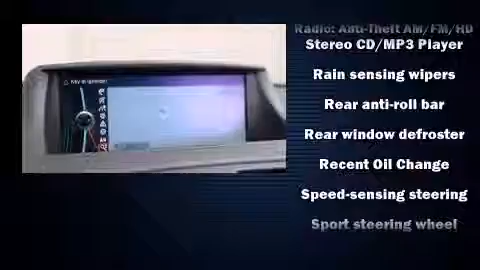 Radio: Anti-Theft AM/FM/HD
Stereo CD/MP3 Player
Rain sensing wipers
Rear anti-roll bar
Rear window defroster
Recent Oil Change
Speed-sensing steering
Sport steering wheel